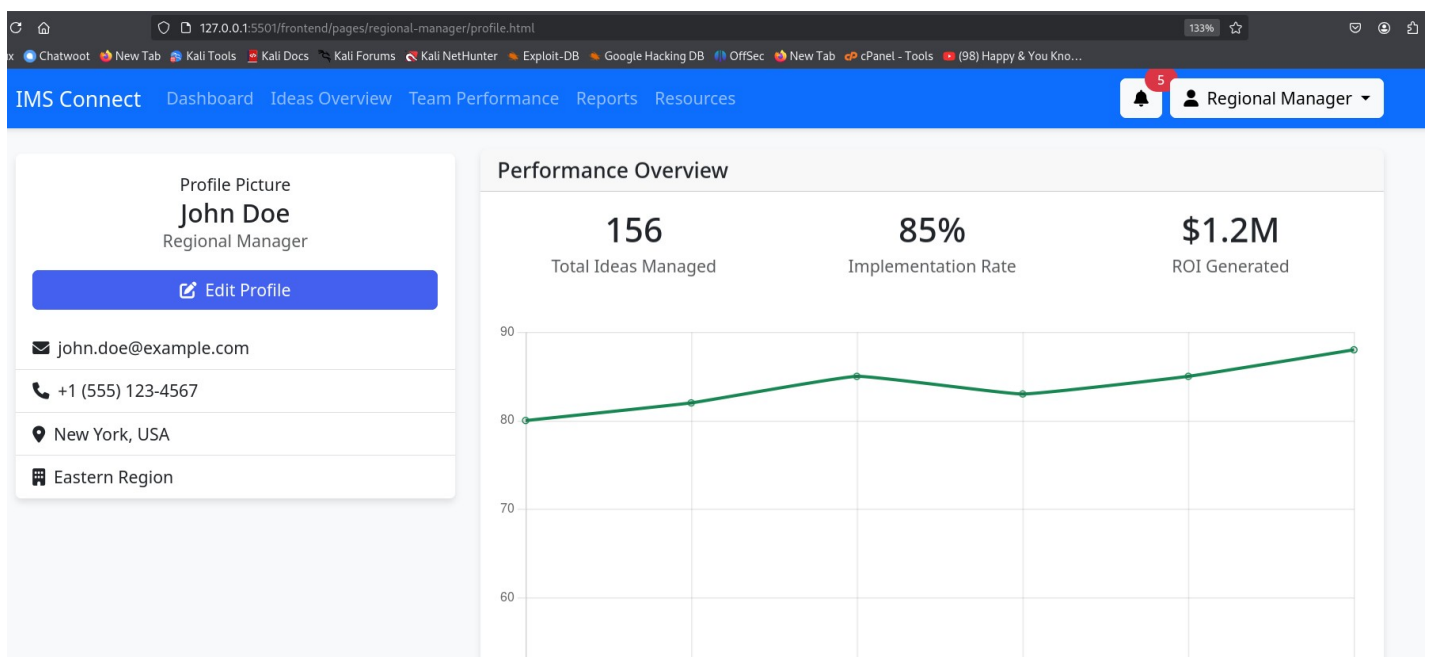 127.0.0.1:5501/frontend/pages/regional-manager/profile.html 133%
Chatwoot New Tab Kali Tools Kali Docs Kali Forums Kali NetHunter Exploit-DB Google Hacking DB OffSec New Tab cPanel - Tools (98) Happy & You Kno...
IMS Connect Dashboard Ideas Overview Team Performance Reports Resources 5 Regional Manager
Profile Picture
John Doe
Regional Manager
Edit Profile
john.doe@example.com
+1 (555) 123-4567
New York, USA
Eastern Region
Performance Overview
156 85% $1.2M
Total Ideas Managed Implementation Rate ROI Generated
90
80
70
60